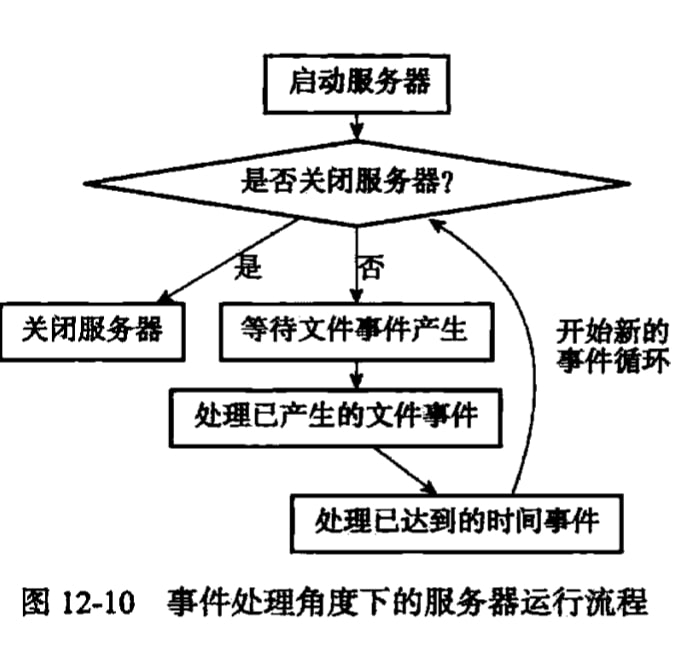 启动服务器
是否关闭服务器?
是
否
关闭服务器
等待文件事件产生
开始新的
事件循环
处理已产生的文件事件
处理已达到的时间事件
图 12-10 事件处理角度下的服务器运行流程